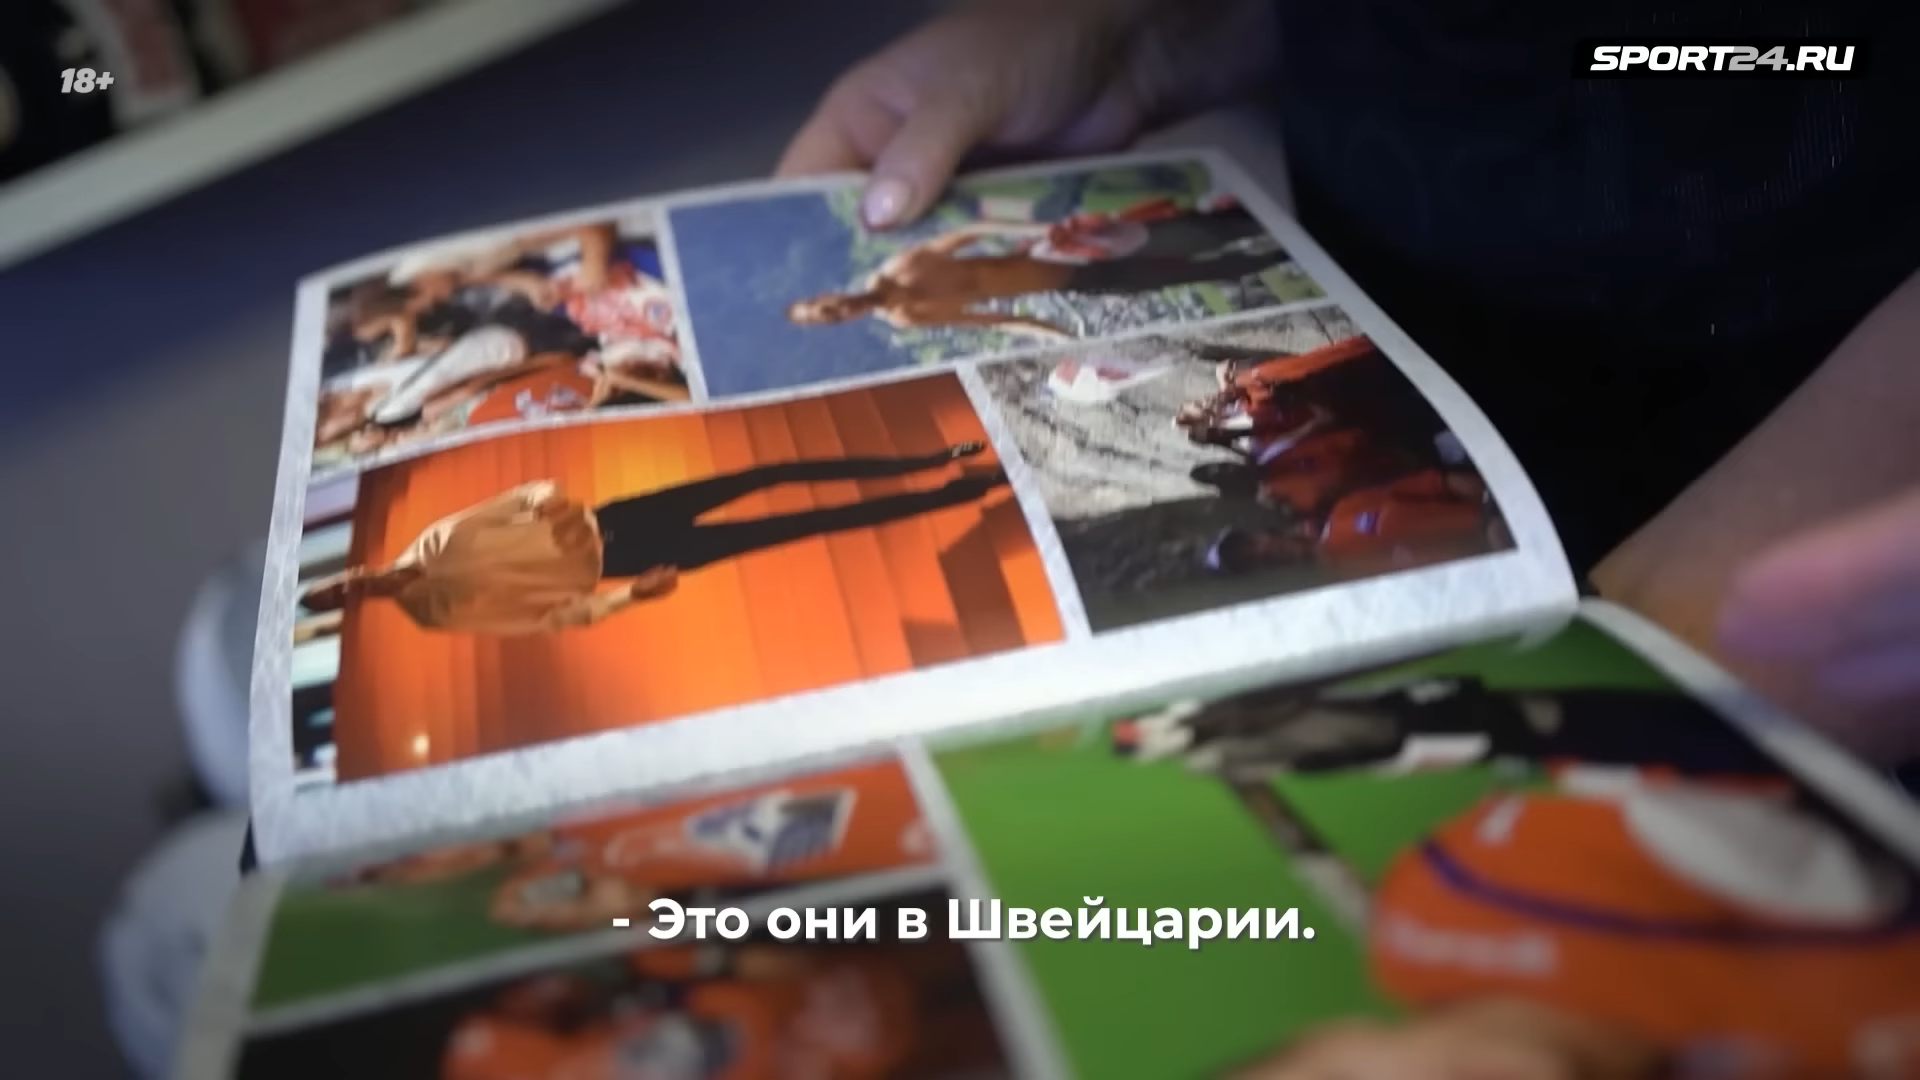 18+
SPORT24.RU
- Это они в Швейцарии.